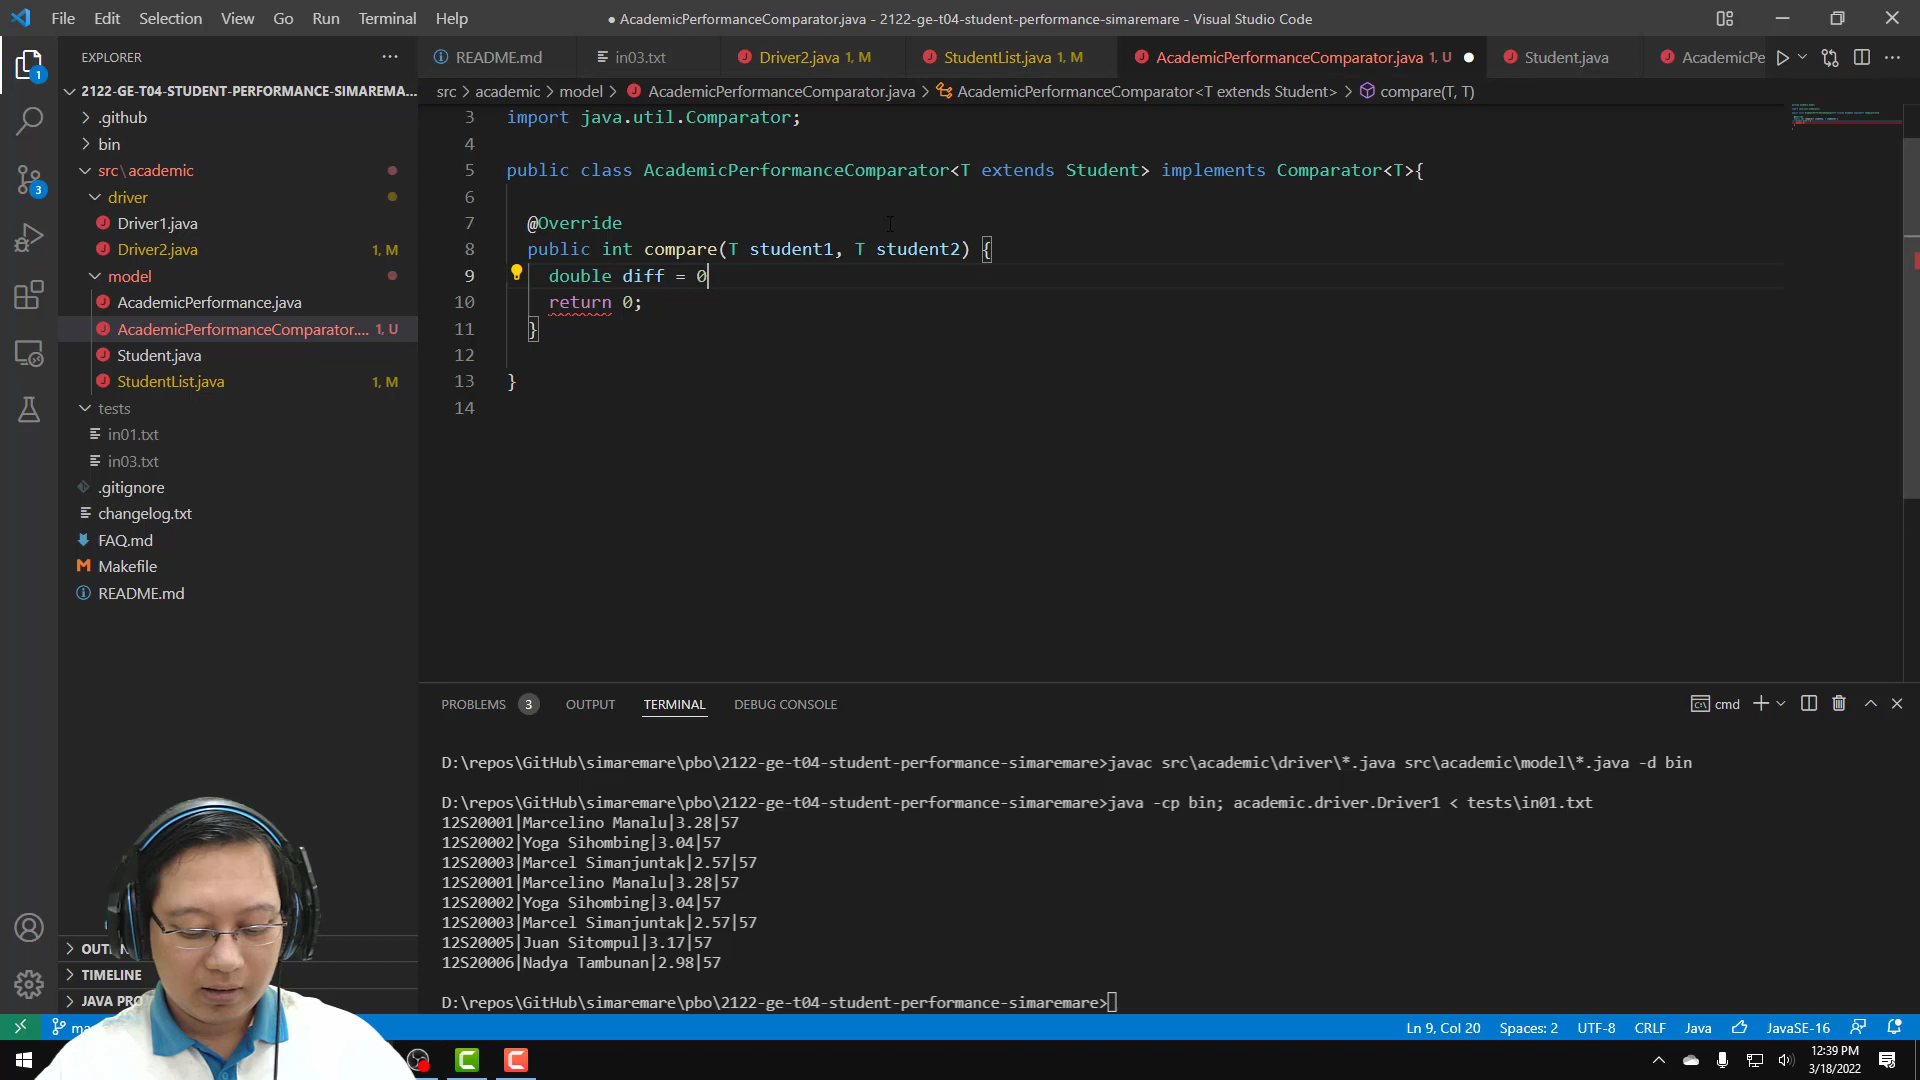 File Edit Selection View Go Run Terminal Help
● AcademicPerformanceComparator.java - 2122-ge-t04-student-performance-simaremare - Visual Studio Code
EXPLORER
README.md
in03.txt
Driver2.java 1, M
StudentList.java 1, M
AcademicPerformanceComparator.java 1, U
Student.java
AcademicPe
1
2122-GE-T04-STUDENT-PERFORMANCE-SIMAREMA...
src > academic > model > AcademicPerformanceComparator.java > AcademicPerformanceComparator<T extends Student> > compare(T, T)
.github
bin
src\academic
driver
Driver1.java
Driver2.java 1, M
model
AcademicPerformance.java
AcademicPerformanceComparator.... 1, U
Student.java
StudentList.java 1, M
tests
in01.txt
in03.txt
.gitignore
changelog.txt
FAQ.md
Makefile
README.md
3
3 import java.util.Comparator;
4
5 public class AcademicPerformanceComparator<T extends Student> implements Comparator<T>{
6
7 @Override
8 public int compare(T student1, T student2) {
9 double diff = 0
10 return 0;
11 }
12
13 }
14
PROBLEMS 3 OUTPUT TERMINAL DEBUG CONSOLE
cmd
D:\repos\GitHub\simaremare\pbo\2122-ge-t04-student-performance-simaremare>javac src\academic\driver\*.java src\academic\model\*.java -d bin
D:\repos\GitHub\simaremare\pbo\2122-ge-t04-student-performance-simaremare>java -cp bin; academic.driver.Driver1 < tests\in01.txt
12S20001|Marcelino Manalu|3.28|57
12S20002|Yoga Sihombing|3.04|57
12S20003|Marcel Simanjuntak|2.57|57
12S20001|Marcelino Manalu|3.28|57
12S20002|Yoga Sihombing|3.04|57
12S20003|Marcel Simanjuntak|2.57|57
12S20005|Juan Sitompul|3.17|57
12S20006|Nadya Tambunan|2.98|57
D:\repos\GitHub\simaremare\pbo\2122-ge-t04-student-performance-simaremare>
TIMELINE
Ln 9, Col 20 Spaces: 2 UTF-8 CRLF Java JavaSE-16
12:39 PM
3/18/2022